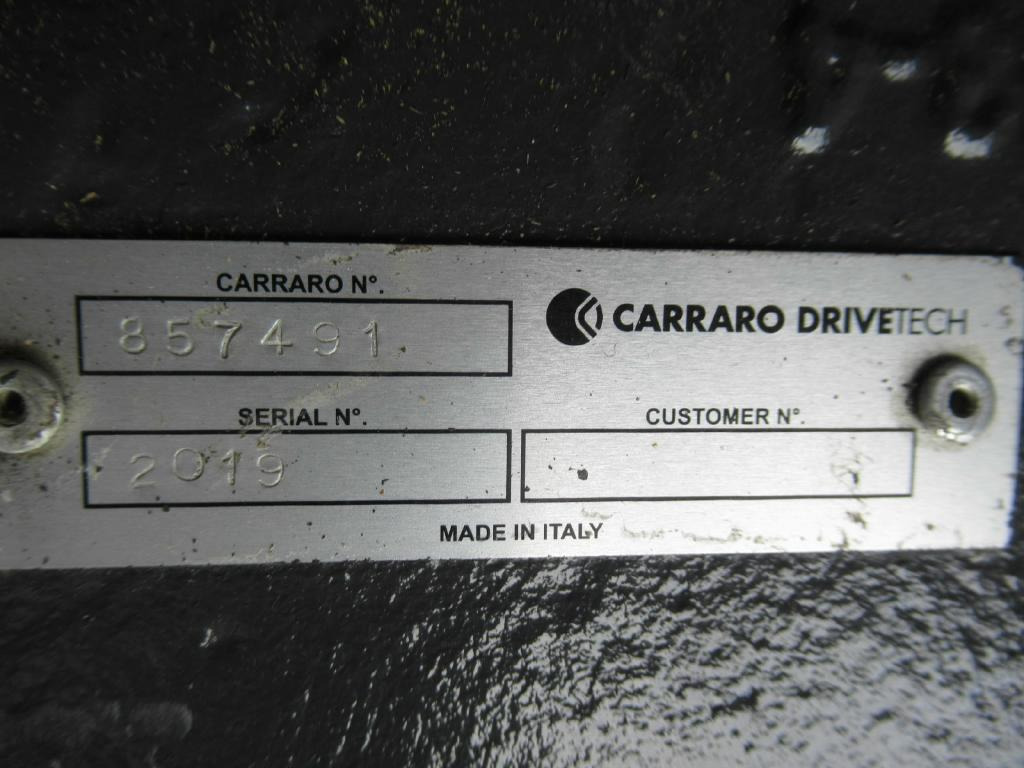 CARRARO N°.
857491
CARRARO DRIVETECH
SERIAL N°.
2019
CUSTOMER N°.
MADE IN ITALY